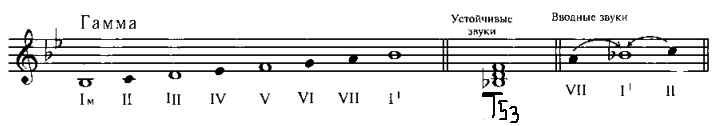 Гамма
Устойчивые
звуки
Вводные звуки
Iм II III IV V VI VII I¹
T53
VII I¹ II